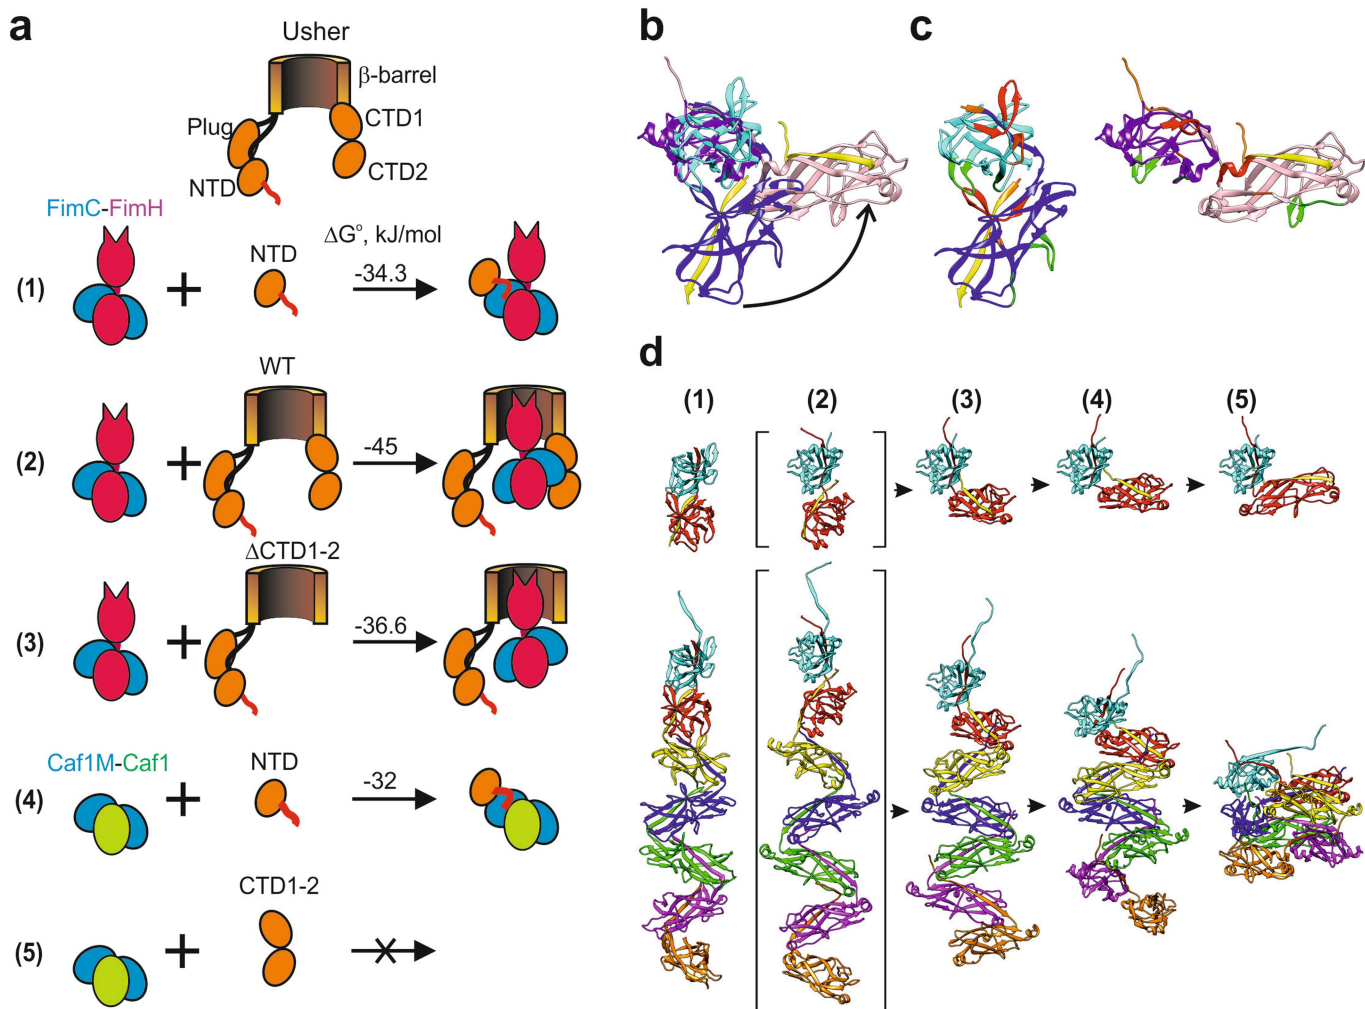 a
Usher
β-barrel
Plug
CTD1
NTD
CTD2
FimC-FimH
ΔG°, kJ/mol
NTD
(1)
-34.3
WT
(2)
-45
ΔCTD1-2
(3)
-36.6
Caf1M-Caf1
NTD
(4)
-32
CTD1-2
(5)
b
c
d
(1)
(2)
(3)
(4)
(5)